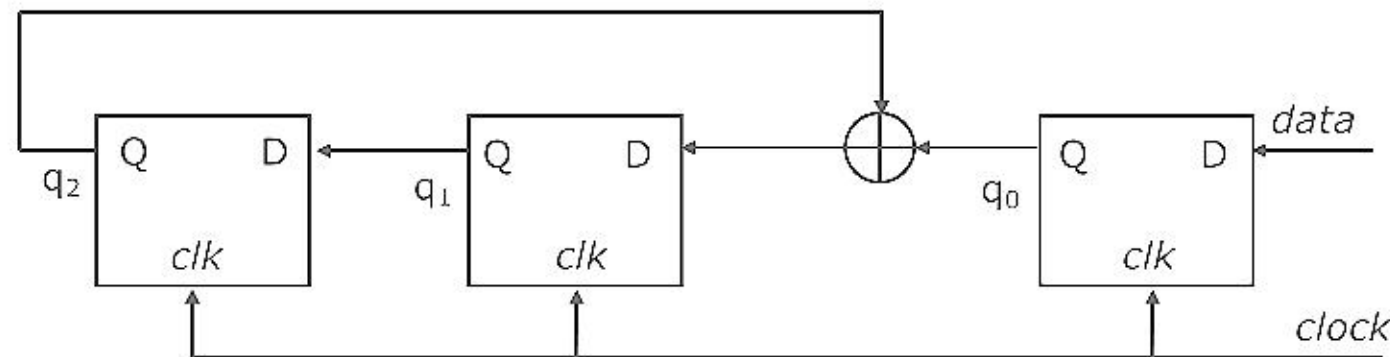 data
Q D Q D Q D
q₂ q₁ q₀
clk clk clk
clock